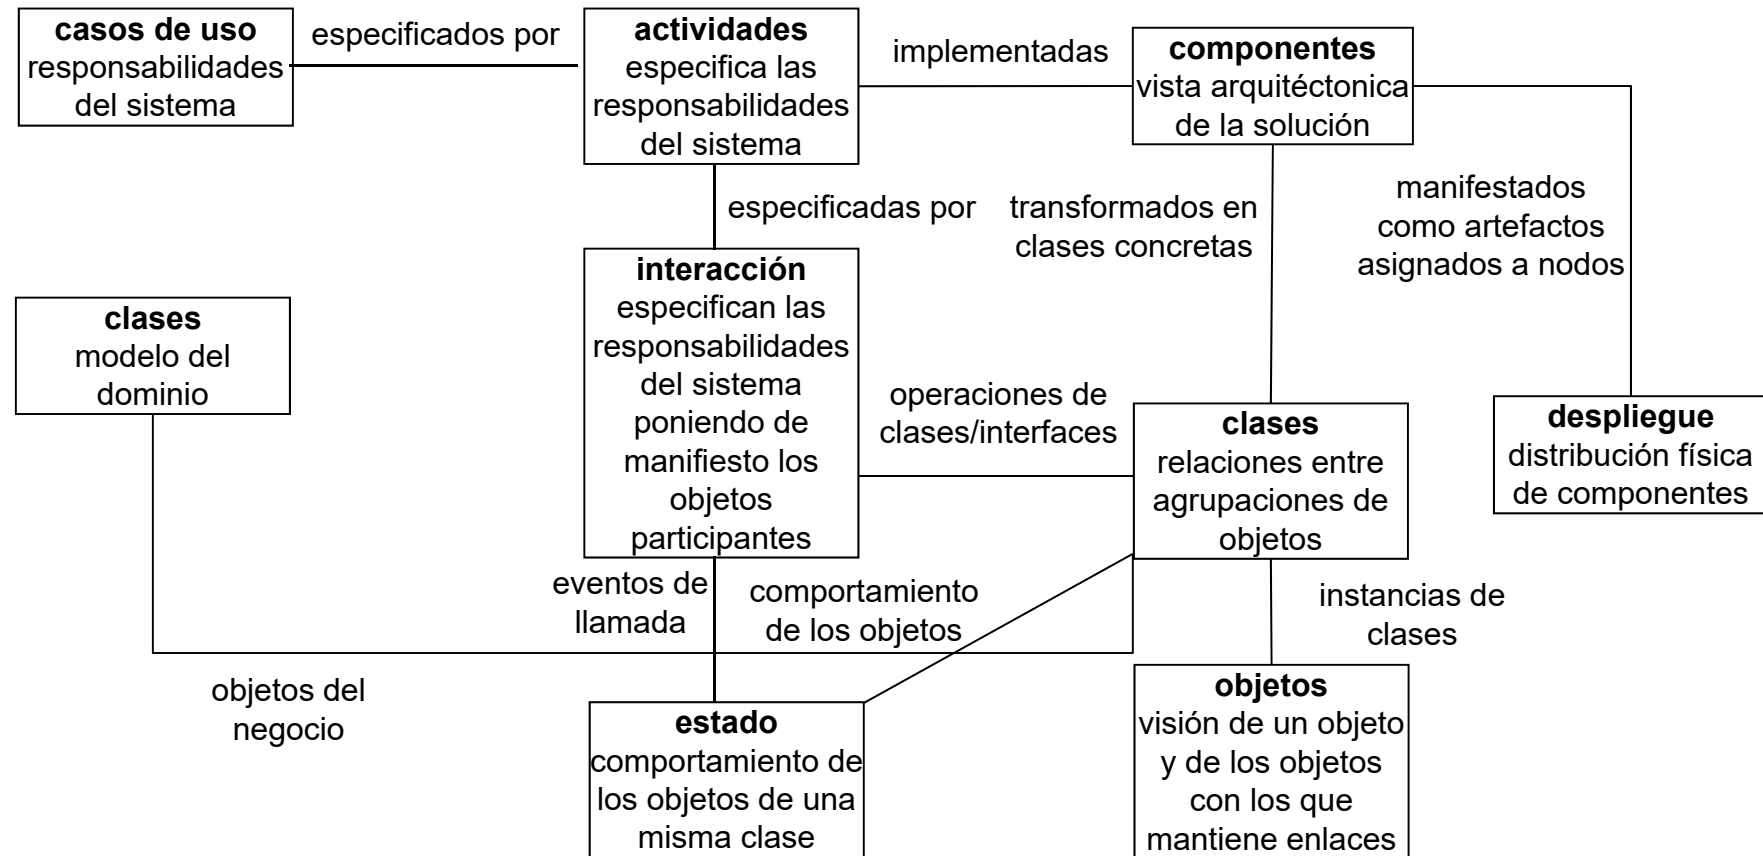 casos de uso
responsabilidades
del sistema
especificados por
actividades
especifica las
responsabilidades
del sistema
implementadas
componentes
vista arquitéctonica
de la solución
especificadas por
transformados en
clases concretas
manifestados
como artefactos
asignados a nodos
clases
modelo del
dominio
interacción
especifican las
responsabilidades
del sistema
poniendo de
manifiesto los
objetos
participantes
operaciones de
clases/interfaces
clases
relaciones entre
agrupaciones de
objetos
despliegue
distribución física
de componentes
eventos de
llamada
comportamiento
de los objetos
instancias de
clases
objetos del
negocio
estado
comportamiento de
los objetos de una
misma clase
objetos
visión de un objeto
y de los objetos
con los que
mantiene enlaces